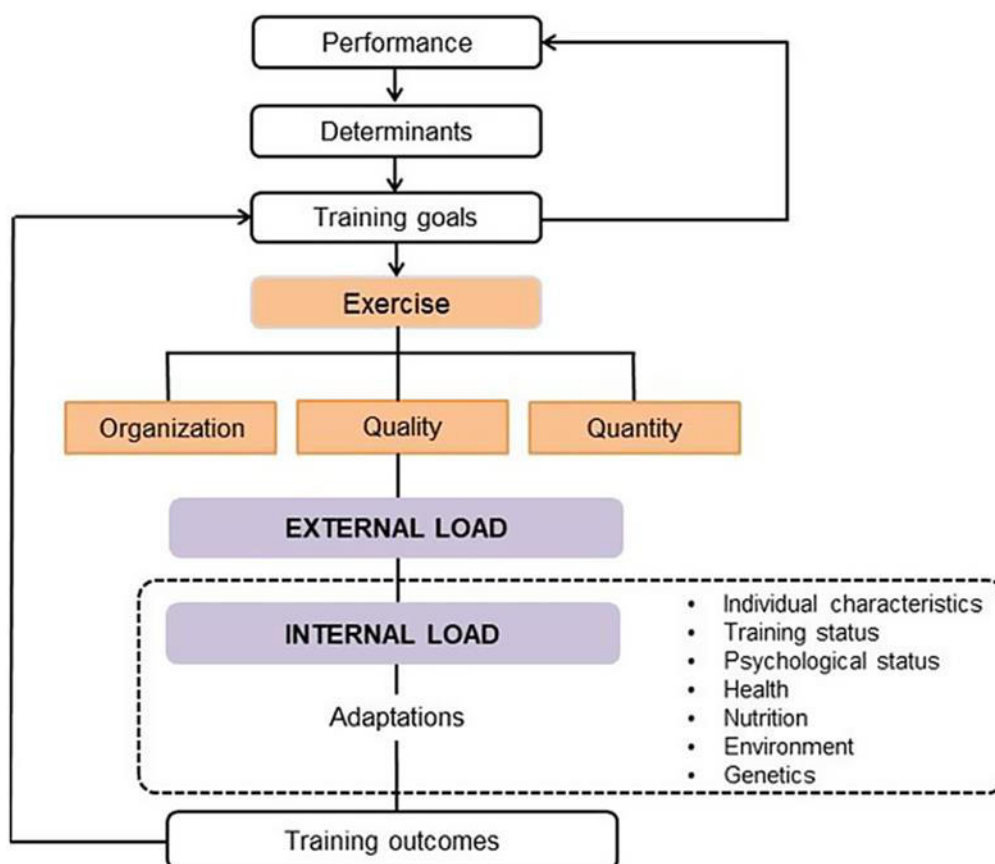 Performance
Determinants
Training goals
Exercise
Organization
Quality
Quantity
EXTERNAL LOAD
INTERNAL LOAD
Adaptations
• Individual characteristics
• Training status
• Psychological status
• Health
• Nutrition
• Environment
• Genetics
Training outcomes